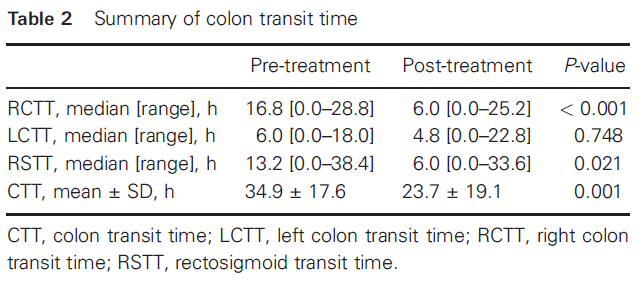 Table 2 Summary of colon transit time
Pre-treatment Post-treatment P-value
RCTT, median [range], h 16.8 [0.0–28.8] 6.0 [0.0–25.2] < 0.001
LCTT, median [range], h 6.0 [0.0–18.0] 4.8 [0.0–22.8] 0.748
RSTT, median [range], h 13.2 [0.0–38.4] 6.0 [0.0–33.6] 0.021
CTT, mean ± SD, h 34.9 ± 17.6 23.7 ± 19.1 0.001
CTT, colon transit time; LCTT, left colon transit time; RCTT, right colon
transit time; RSTT, rectosigmoid transit time.